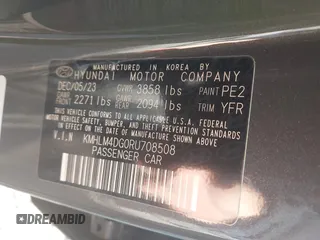 MANUFACTURED IN KOREA BY
HYUNDAI MOTOR COMPANY
DEC/05/23 GVWR 3858 lbs PAINT PE2
GAWR FRONT 2271 lbs GAWR REAR 2094 lbs TRIM YFR
THIS VEHICLE CONFORMS TO ALL APPLICABLE
U.S. FEDERAL MOTOR VEHICLE SAFETY, BUMPER, AND
THEFT PREVENTION STANDARDS IN EFFECT ON
THE DATE OF MANUFACTURE SHOWN ABOVE.
V.I.N KMHLM4DG0RU708508
PASSENGER CAR
DREAMBID